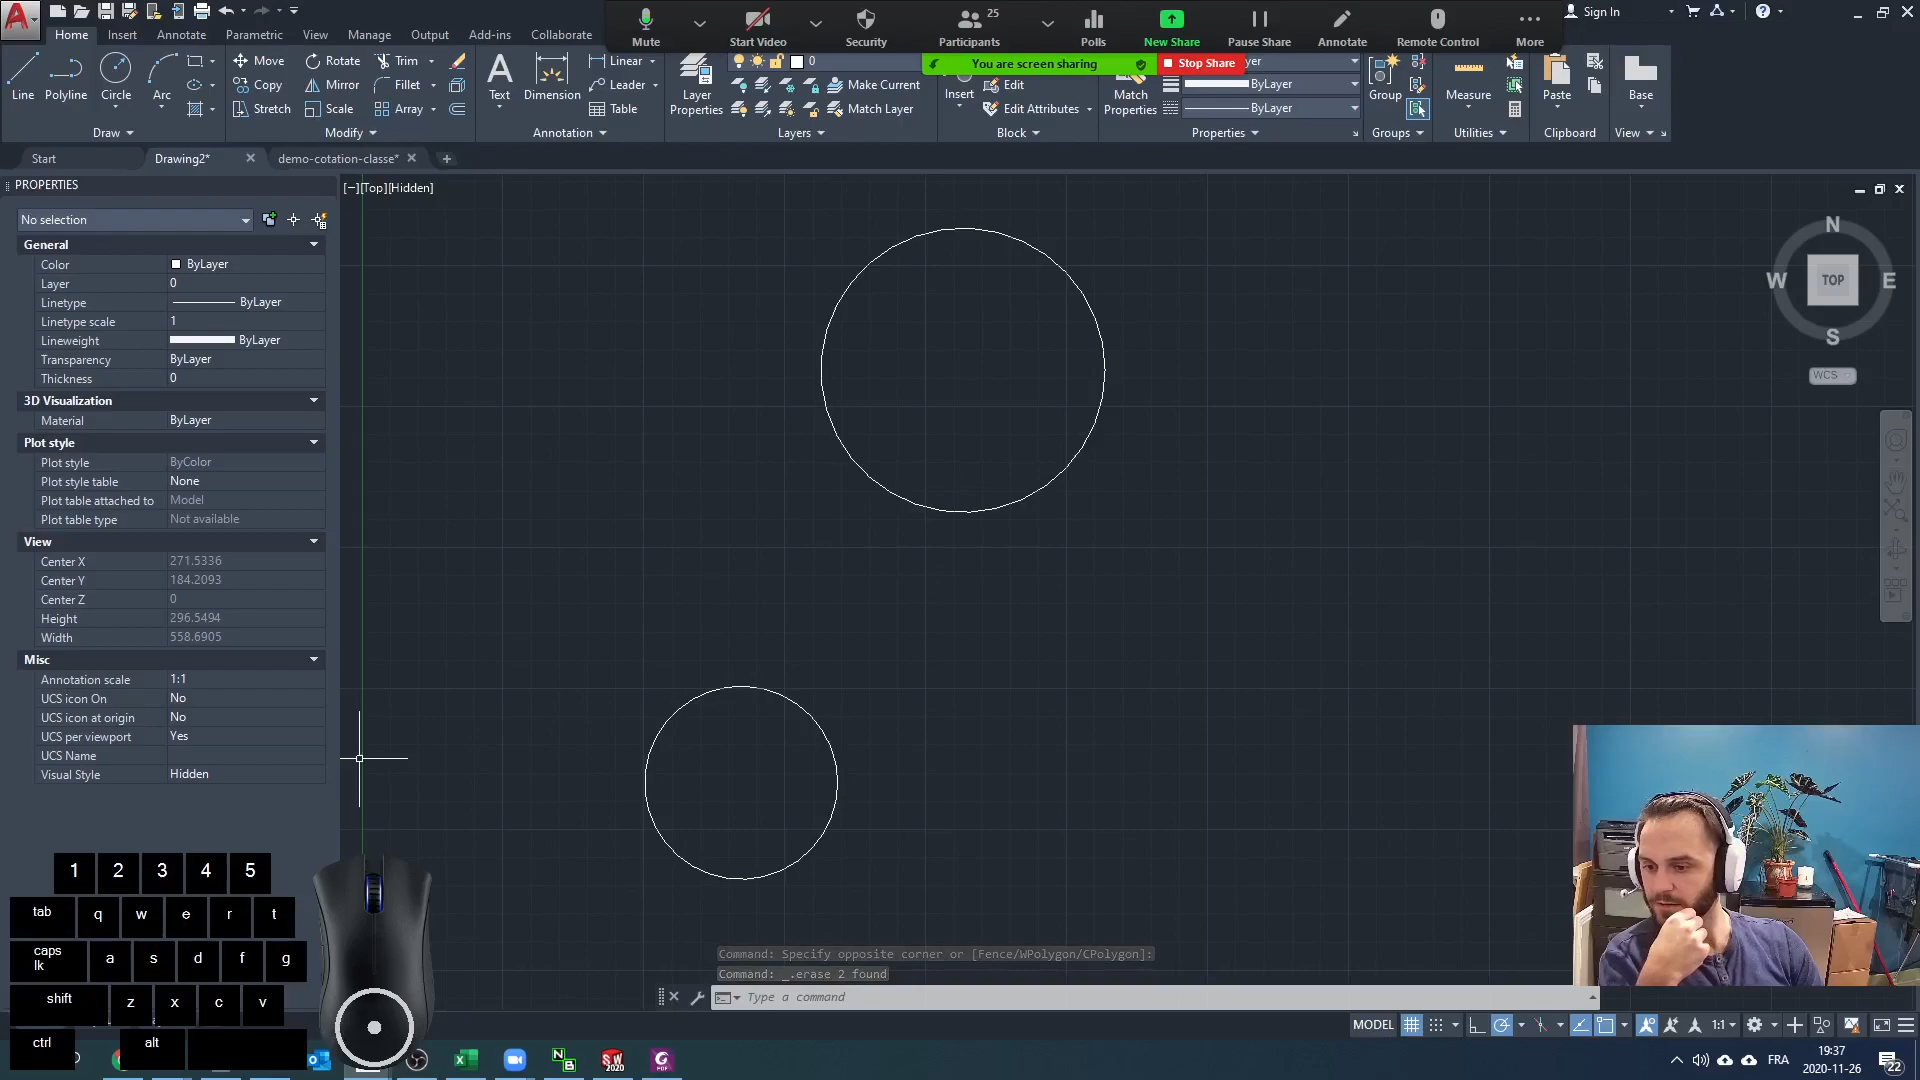 25
Mute
Start Video
Security
Participants
Polls
New Share
Pause Share
Annotate
Remote Control
More
Sign In
Home Insert Annotate Parametric View Manage Output Add-ins Collaborate
You are screen sharing
Stop Share
Line
Polyline
Circle
Arc
Draw
Move Rotate Trim
Copy Mirror Fillet
Stretch Scale Array
Modify
Text
Dimension
Linear
Leader
Table
Annotation
Layer
Properties
0
Make Current
Match Layer
Layers
Insert
Edit
Edit Attributes
Block
Match
Properties
ByLayer
ByLayer
Properties
Group
Groups
Measure
Utilities
Paste
Clipboard
Base
View
Start
Drawing2*
demo-cotation-classe*
PROPERTIES
No selection
General
Color ByLayer
Layer 0
Linetype ByLayer
Linetype scale 1
Lineweight ByLayer
Transparency ByLayer
Thickness 0
3D Visualization
Material ByLayer
Plot style
Plot style ByColor
Plot style table None
Plot table attached to Model
Plot table type Not available
View
Center X 271.5336
Center Y 184.2093
Center Z 0
Height 296.5494
Width 558.6905
Misc
Annotation scale 1:1
UCS icon On No
UCS icon at origin No
UCS per viewport Yes
UCS Name
Visual Style Hidden
[−][Top][Hidden]
N
W TOP E
S
WCS
1 2 3 4 5
tab q w e r t
caps lk a s d f g
shift z x c v
ctrl alt
Command: Specify opposite corner or [Fence/WPolygon/CPolygon]:
Command: _.erase 2 found
Type a command
MODEL
1:1
SW
2020
N
B
PDF
FRA
19:37
2020-11-26
22